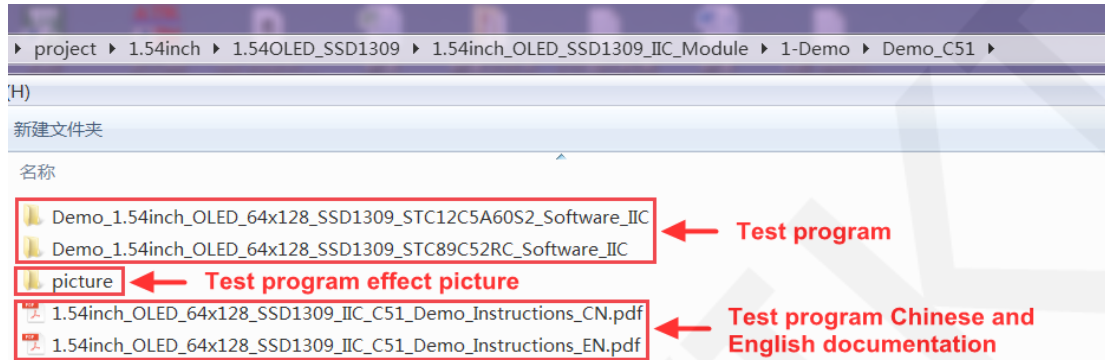 project ▸ 1.54inch ▸ 1.54OLED_SSD1309 ▸ 1.54inch_OLED_SSD1309_IIC_Module ▸ 1-Demo ▸ Demo_C51 ▸
(H)
新建文件夹
名称
Demo_1.54inch_OLED_64x128_SSD1309_STC12C5A60S2_Software_IIC
Test program
Demo_1.54inch_OLED_64x128_SSD1309_STC89C52RC_Software_IIC
picture
Test program effect picture
1.54inch_OLED_64x128_SSD1309_IIC_C51_Demo_Instructions_CN.pdf
1.54inch_OLED_64x128_SSD1309_IIC_C51_Demo_Instructions_EN.pdf
Test program Chinese and
English documentation